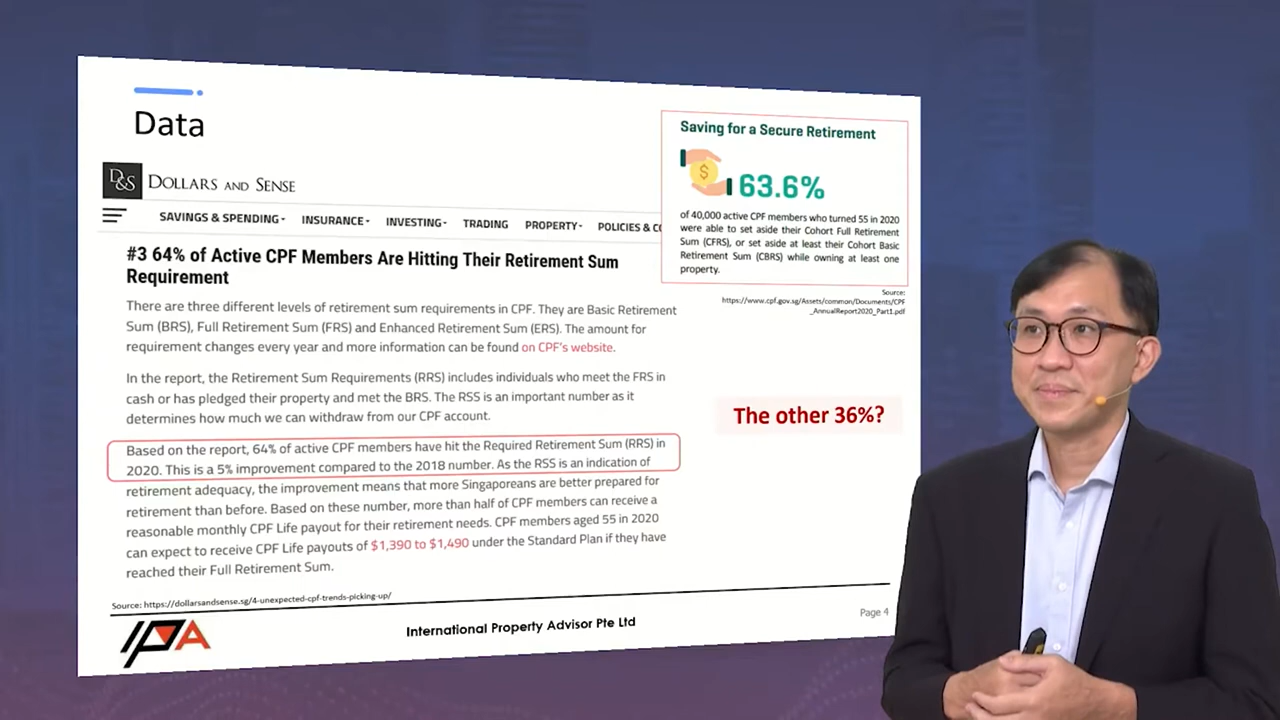 Data
D&S DOLLARS AND SENSE
SAVINGS & SPENDING INSURANCE INVESTING TRADING PROPERTY POLICIES & CO
#3 64% of Active CPF Members Are Hitting Their Retirement Sum
Requirement
There are three different levels of retirement sum requirements in CPF. They are Basic Retirement
Sum (BRS), Full Retirement Sum (FRS) and Enhanced Retirement Sum (ERS). The amount for
requirement changes every year and more information can be found on CPF's website.
In the report, the Retirement Sum Requirements (RRS) includes individuals who meet the FRS in
cash or has pledged their property and met the BRS. The RSS is an important number as it
determines how much we can withdraw from our CPF account.
Based on the report, 64% of active CPF members have hit the Required Retirement Sum (RRS) in
2020. This is a 5% improvement compared to the 2018 number. As the RSS is an indication of
retirement adequacy, the improvement means that more Singaporeans are better prepared for
retirement than before. Based on these number, more than half of CPF members can receive a
reasonable monthly CPF Life payout for their retirement needs. CPF members aged 55 in 2020
can expect to receive CPF Life payouts of $1,390 to $1,490 under the Standard Plan if they have
reached their Full Retirement Sum.
Source: https://dollarsandsense.sg/4-unexpected-cpf-trends-picking-up/
Saving for a Secure Retirement
$
63.6%
of 40,000 active CPF members who turned 55 in 2020
were able to set aside their Cohort Full Retirement
Sum (CFRS), or set aside at least their Cohort Basic
Retirement Sum (CBRS) while owning at least one
property.
Source:
https://www.cpf.gov.sg/Assets/common/Documents/CPF
_AnnualReport2020_Part1.pdf
The other 36%?
IPA
International Property Advisor Pte Ltd
Page 4